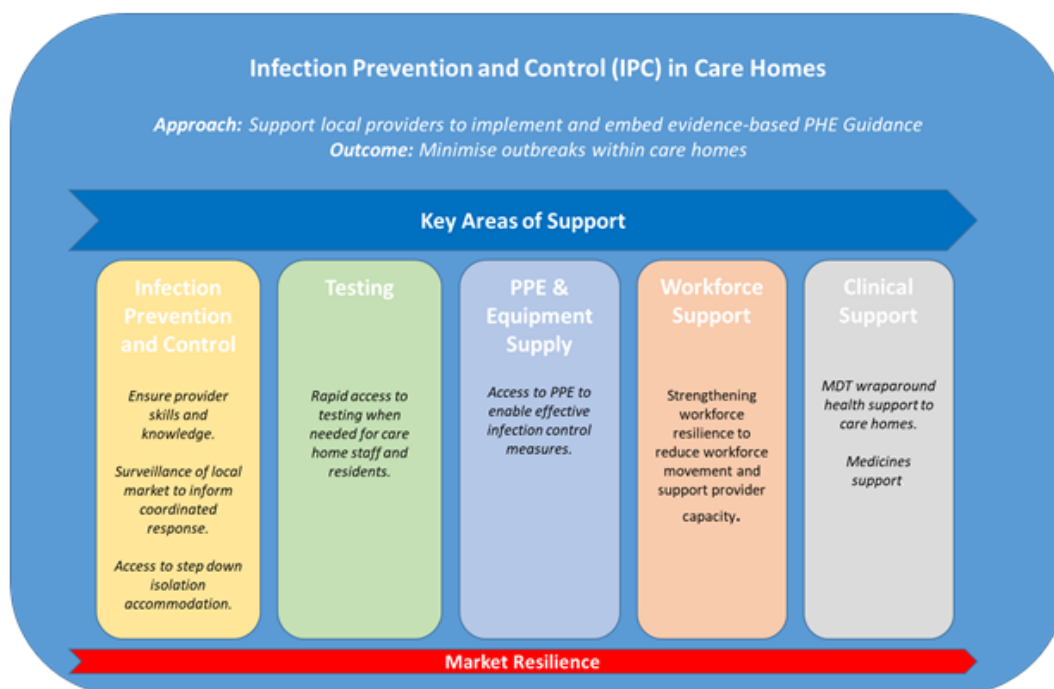 Infection Prevention and Control (IPC) in Care Homes
Approach: Support local providers to implement and embed evidence-based PHE Guidance
Outcome: Minimise outbreaks within care homes
Key Areas of Support
Infection
Prevention
and Control
Ensure provider
skills and
knowledge.
Surveillance of local
market to inform
coordinated
response.
Access to step down
isolation
accommodation.
Testing
Rapid access to
testing when
needed for care
home staff and
residents.
PPE &
Equipment
Supply
Access to PPE to
enable effective
infection control
measures.
Workforce
Support
Strengthening
workforce
resilience to
reduce workforce
movement and
support provider
capacity.
Clinical
Support
MDT wraparound
health support to
care homes.
Medicines
support
Market Resilience